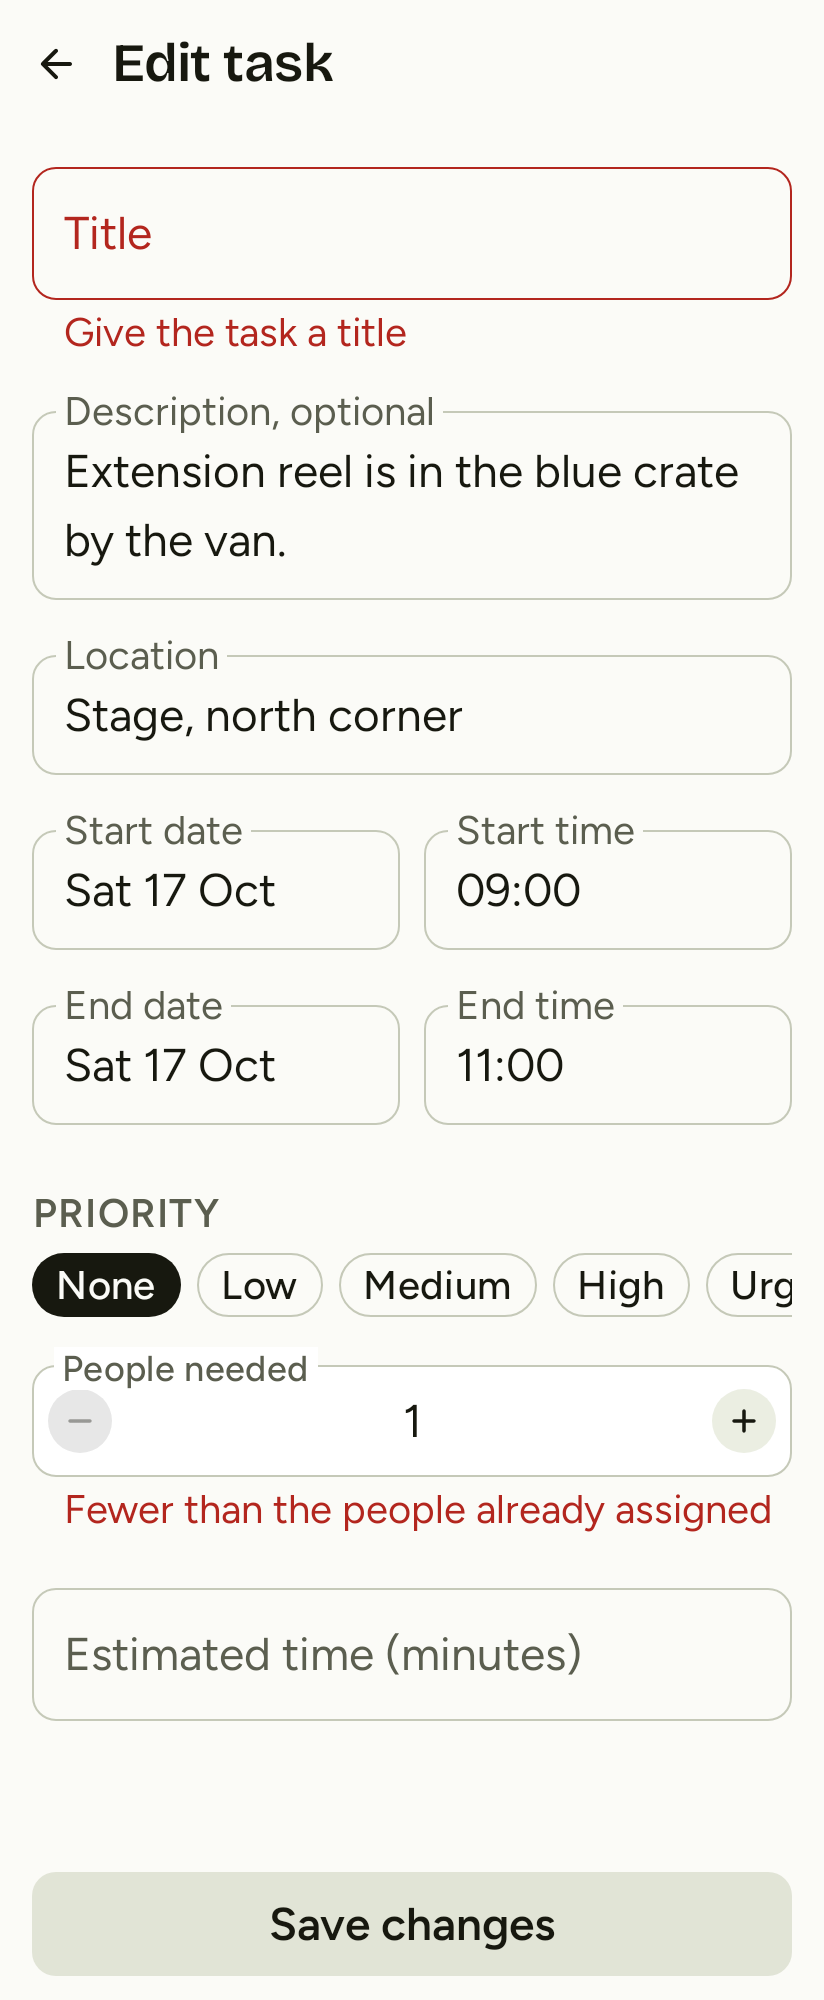 Edit task
Title
Give the task a title
Description, optional
Extension reel is in the blue crate
by the van.
Location
Stage, north corner
Start date
Start time
Sat 17 Oct
09:00
End date
End time
Sat 17 Oct
11:00
PRIORITY
None
Low
Medium
High
Urg
People needed
1
Fewer than the people already assigned
Estimated time (minutes)
Save changes